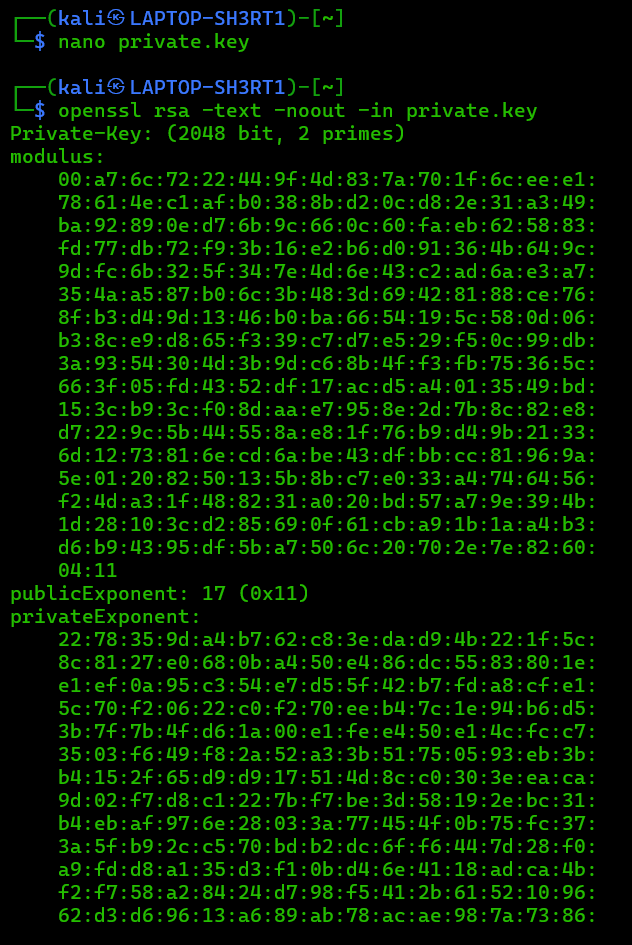 ┌──(kali㉿LAPTOP-SH3RT1)-[~]
└─$ nano private.key
┌──(kali㉿LAPTOP-SH3RT1)-[~]
└─$ openssl rsa -text -noout -in private.key
Private-Key: (2048 bit, 2 primes)
modulus:
    00:a7:6c:72:22:44:9f:4d:83:7a:70:1f:6c:ee:e1:
    78:61:4e:c1:af:b0:38:8b:d2:0c:d8:2e:31:a3:49:
    ba:92:89:0e:d7:6b:9c:66:0c:60:fa:eb:62:58:83:
    fd:77:db:72:f9:3b:16:e2:b6:d0:91:36:4b:64:9c:
    9d:fc:6b:32:5f:34:7e:4d:6e:43:c2:ad:6a:e3:a7:
    35:4a:a5:87:b0:6c:3b:48:3d:69:42:81:88:ce:76:
    8f:b3:d4:9d:13:46:b0:ba:66:54:19:5c:58:0d:06:
    b3:8c:e9:d8:65:f3:39:c7:d7:e5:29:f5:0c:99:db:
    3a:93:54:30:4d:3b:9d:c6:8b:4f:f3:fb:75:36:5c:
    66:3f:05:fd:43:52:df:17:ac:d5:a4:01:35:49:bd:
    15:3c:b9:3c:f0:8d:aa:e7:95:8e:2d:7b:8c:82:e8:
    d7:22:9c:5b:44:55:8a:e8:1f:76:b9:d4:9b:21:33:
    6d:12:73:81:6e:cd:6a:be:43:df:bb:cc:81:96:9a:
    5e:01:20:82:50:13:5b:8b:c7:e0:33:a4:74:64:56:
    f2:4d:a3:1f:48:82:31:a0:20:bd:57:a7:9e:39:4b:
    1d:28:10:3c:d2:85:69:0f:61:cb:a9:1b:1a:a4:b3:
    d6:b9:43:95:df:5b:a7:50:6c:20:70:2e:7e:82:60:
    04:11
publicExponent: 17 (0x11)
privateExponent:
    22:78:35:9d:a4:b7:62:c8:3e:da:d9:4b:22:1f:5c:
    8c:81:27:e0:68:0b:a4:50:e4:86:dc:55:83:80:1e:
    e1:ef:0a:95:c3:54:e7:d5:5f:42:b7:fd:a8:cf:e1:
    5c:70:f2:06:22:c0:f2:70:ee:b4:7c:1e:94:b6:d5:
    3b:7f:7b:4f:d6:1a:00:e1:fe:e4:50:e1:4c:fc:c7:
    35:03:f6:49:f8:2a:52:a3:3b:51:75:05:93:eb:3b:
    b4:15:2f:65:d9:d9:17:51:4d:8c:c0:30:3e:ea:ca:
    9d:02:f7:d8:c1:22:7b:f7:be:3d:58:19:2e:bc:31:
    b4:eb:af:97:6e:28:03:3a:77:45:4f:0b:75:fc:37:
    3a:5f:b9:2c:c5:70:bd:b2:dc:6f:f6:44:7d:28:f0:
    a9:fd:d8:a1:35:d3:f1:0b:d4:6e:41:18:ad:ca:4b:
    f2:f7:58:a2:84:24:d7:98:f5:41:2b:61:52:10:96:
    62:d3:d6:96:13:a6:89:ab:78:ac:ae:98:7a:73:86: